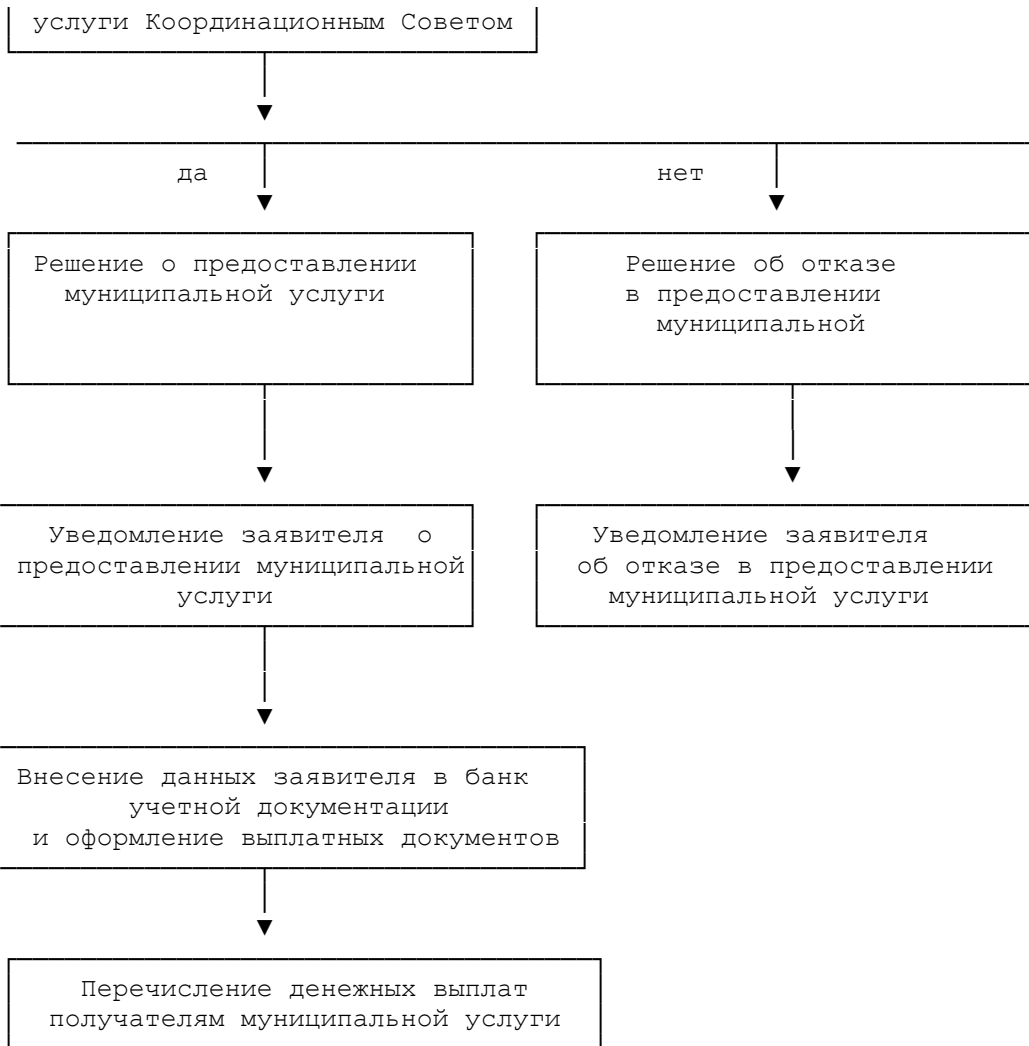 услуги Координационным Советом
да
нет
Решение о предоставлении
муниципальной услуги
Решение об отказе
в предоставлении
муниципальной
Уведомление заявителя о
предоставлении муниципальной
услуги
Уведомление заявителя
об отказе в предоставлении
муниципальной услуги
Внесение данных заявителя в банк
учетной документации
и оформление выплатных документов
Перечисление денежных выплат
получателям муниципальной услуги